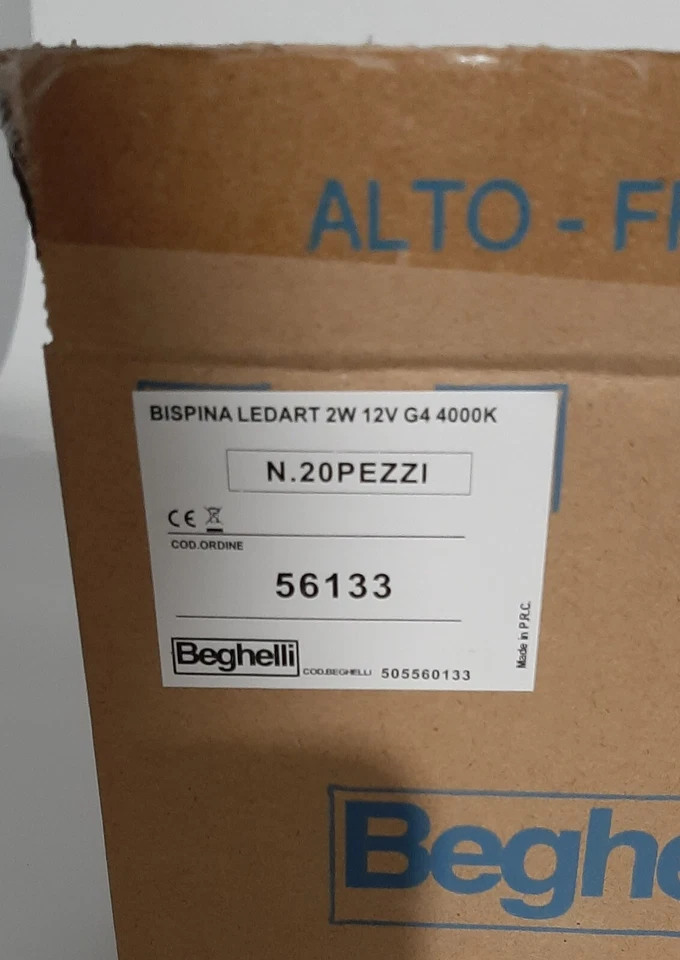 ALTO - F
BISPINA LEDART 2W 12V G4 4000K
N.20PEZZI
CE
COD.ORDINE
56133
Made in P.R.C.
Beghelli COD.BEGHELLI 505560133
Beghe